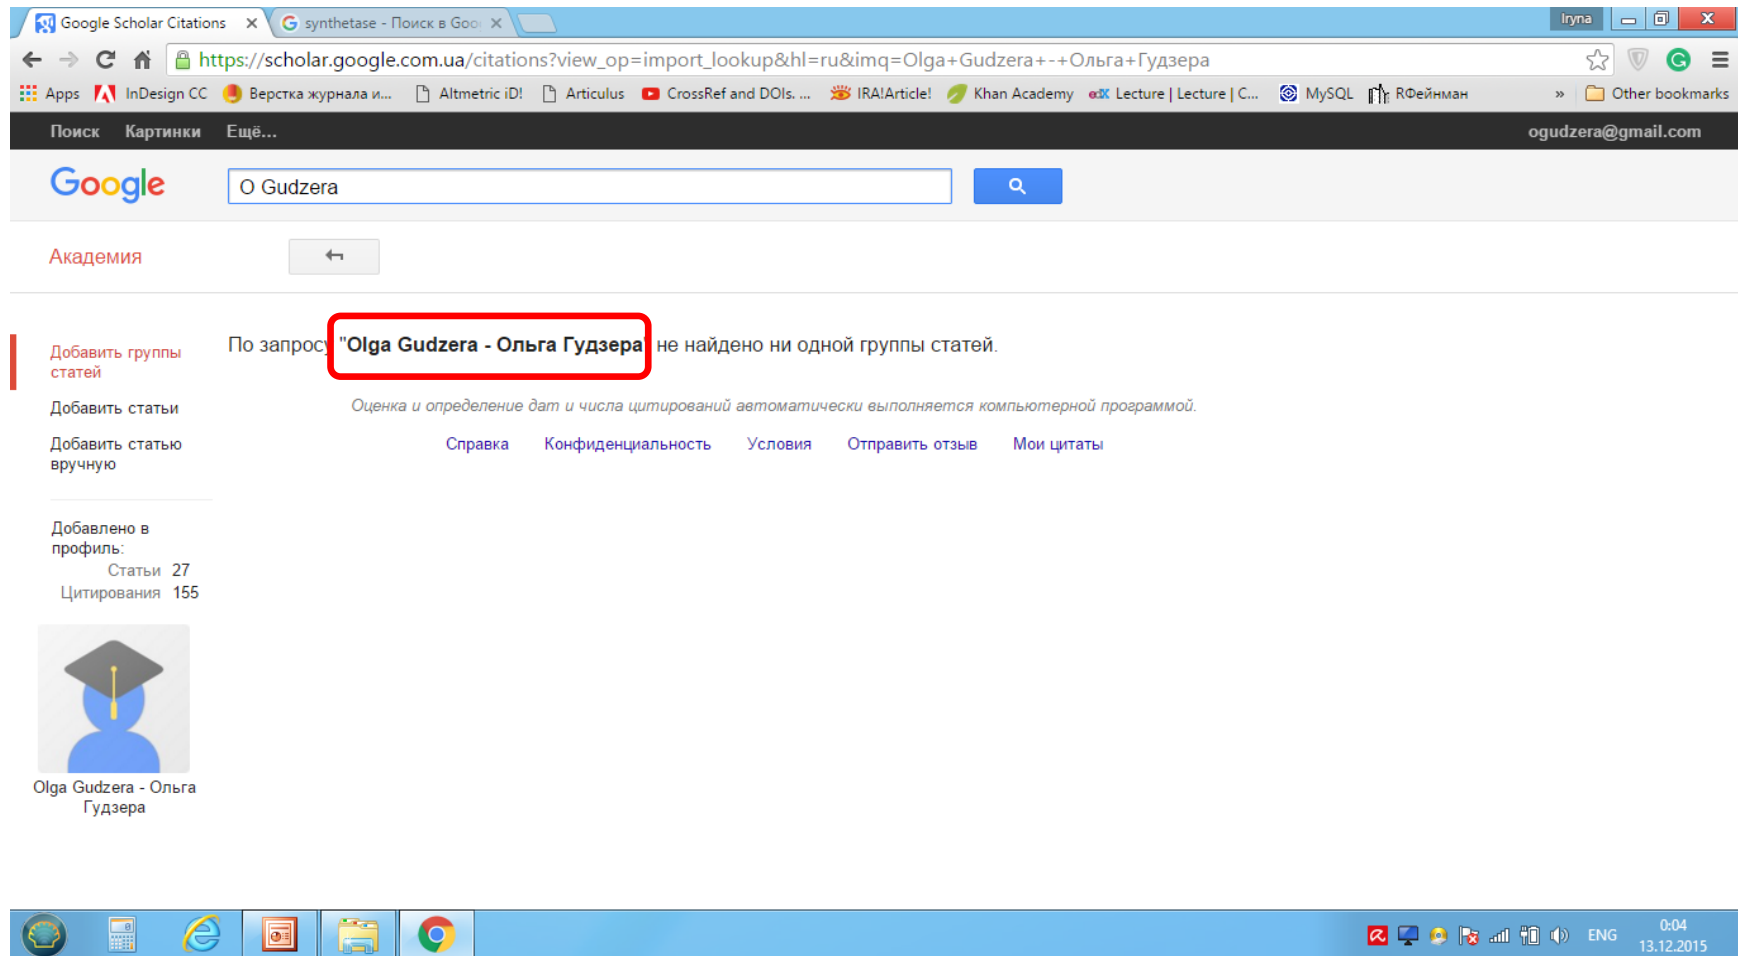 Google Scholar Citations
synthetase - Поиск в Goo
Iryna
https://scholar.google.com.ua/citations?view_op=import_lookup&hl=ru&imq=Olga+Gudzera+-+Ольга+Гудзера
Apps InDesign CC Верстка журнала и... Altmetric iD! Articulus CrossRef and DOIs. ... IRA!Article! Khan Academy edX Lecture | Lecture | C... MySQL RФейнман » Other bookmarks
Поиск Картинки Ещё... ogudzera@gmail.com
Google O Gudzera
Академия
Добавить группы
статей
По запросу "Olga Gudzera - Ольга Гудзера" не найдено ни одной группы статей.
Добавить статьи
Оценка и определение дат и числа цитирований автоматически выполняется компьютерной программой.
Добавить статью
вручную
Справка Конфиденциальность Условия Отправить отзыв Мои цитаты
Добавлено в
профиль:
Статьи 27
Цитирования 155
Olga Gudzera - Ольга
Гудзера
ENG
0:04
13.12.2015